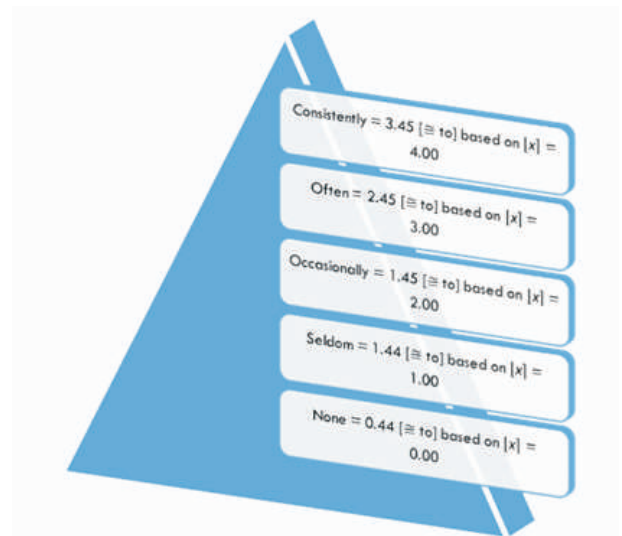 Consistently = 3.45 [≅ to] based on ⌊x⌉ =
4.00
Often = 2.45 [≅ to] based on ⌊x⌉ =
3.00
Occasionally = 1.45 [≅ to] based on ⌊x⌉ =
2.00
Seldom = 1.44 [≅ to] based on ⌊x⌉ =
1.00
None = 0.44 [≅ to] based on ⌊x⌉ =
0.00